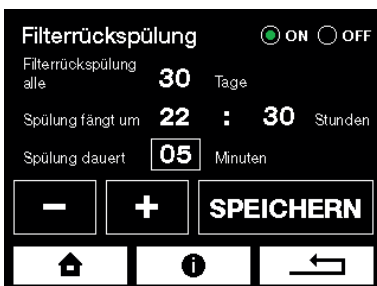 Filterrückspülung ON OFF
Filterrückspülung
alle 30 Tage
Spülung fängt um 22 : 30 Stunden
Spülung dauert 05 Minuten
− + SPEICHERN